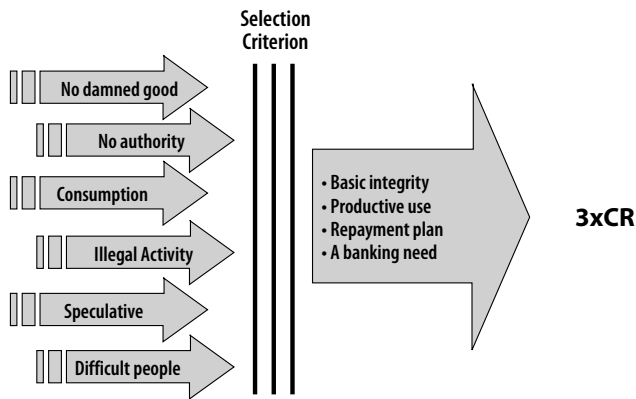 Selection
Criterion
No damned good
No authority
Consumption
Illegal Activity
Speculative
Difficult people
• Basic integrity
• Productive use
• Repayment plan
• A banking need
3xCR